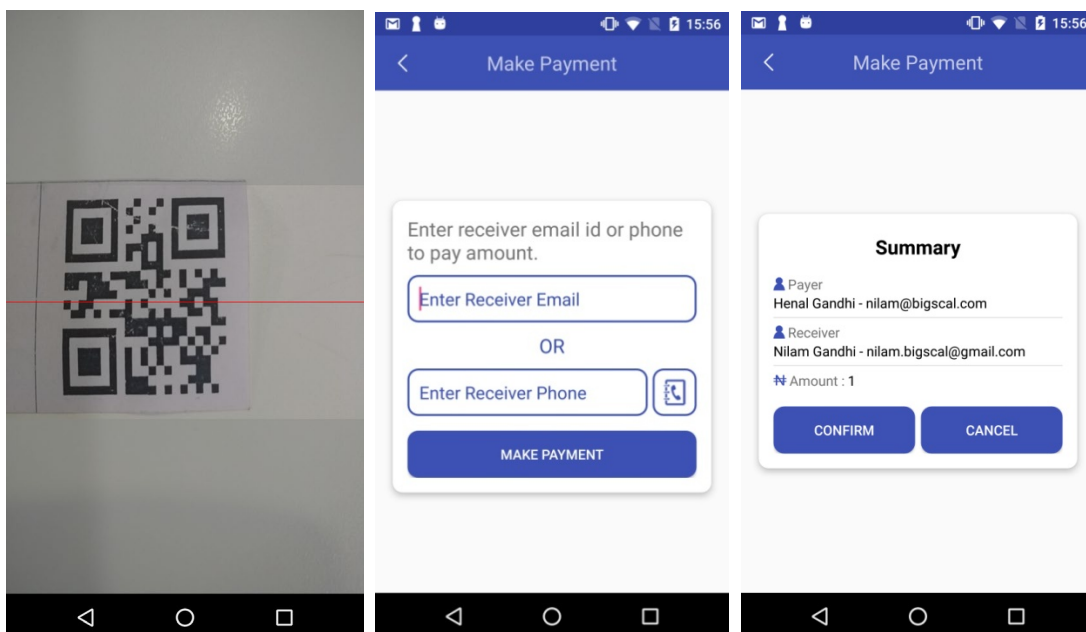 15:56
Make Payment
Enter receiver email id or phone
to pay amount.
Enter Receiver Email
OR
Enter Receiver Phone
MAKE PAYMENT
15:56
Make Payment
Summary
Payer
Henal Gandhi - nilam@bigscal.com
Receiver
Nilam Gandhi - nilam.bigscal@gmail.com
₦ Amount : 1
CONFIRM
CANCEL